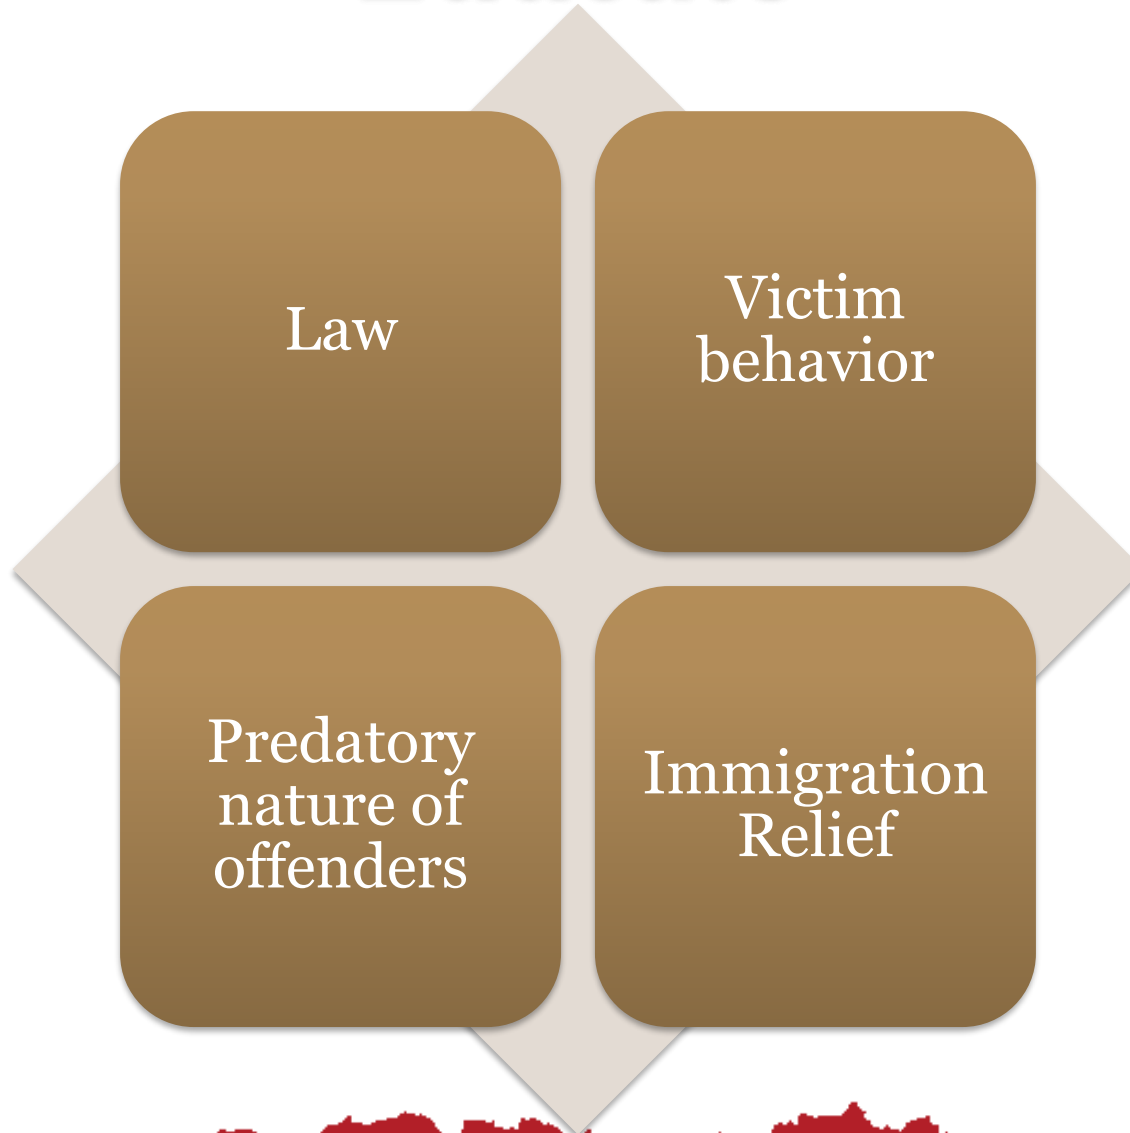 Law
Victim
behavior
Predatory
nature of
offenders
Immigration
Relief